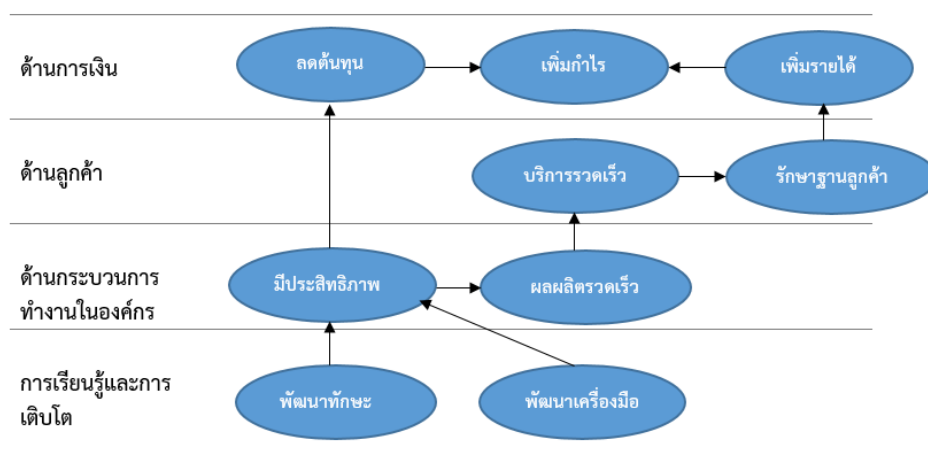 ด้านการเงิน
ลดต้นทุน
เพิ่มกำไร
เพิ่มรายได้
ด้านลูกค้า
บริการรวดเร็ว
รักษาฐานลูกค้า
ด้านกระบวนการ
ทำงานในองค์กร
มีประสิทธิภาพ
ผลผลิตรวดเร็ว
การเรียนรู้และการ
เติบโต
พัฒนาทักษะ
พัฒนาเครื่องมือ